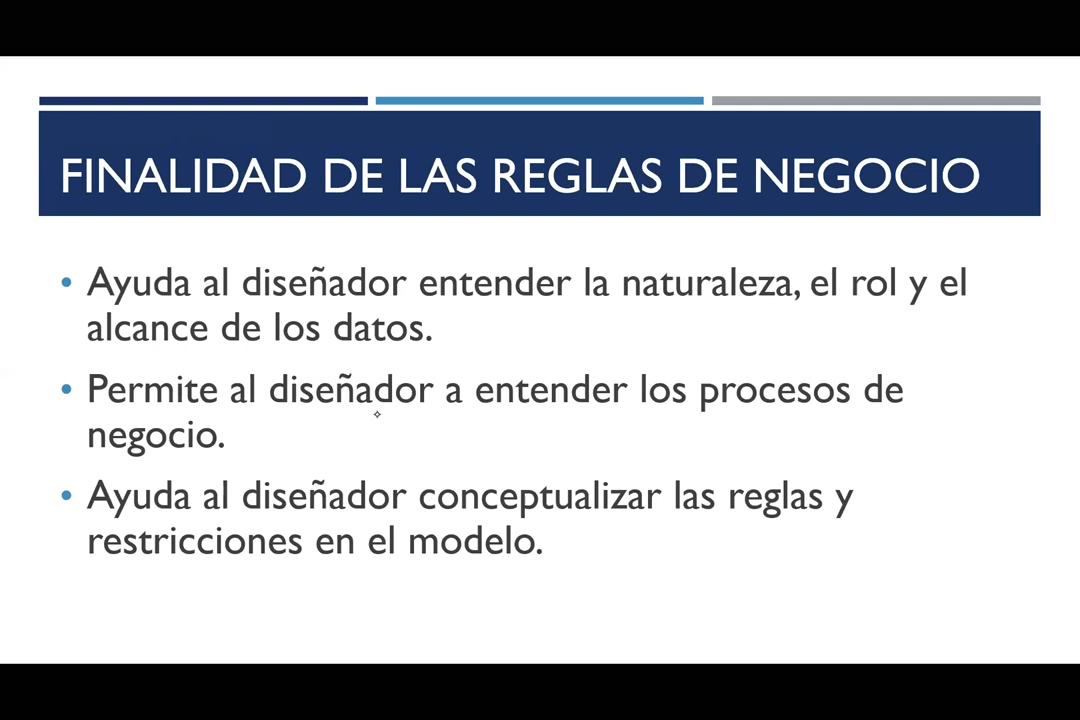 FINALIDAD DE LAS REGLAS DE NEGOCIO
• Ayuda al diseñador entender la naturaleza, el rol y el
alcance de los datos.
• Permite al diseñador a entender los procesos de
negocio.
• Ayuda al diseñador conceptualizar las reglas y
restricciones en el modelo.